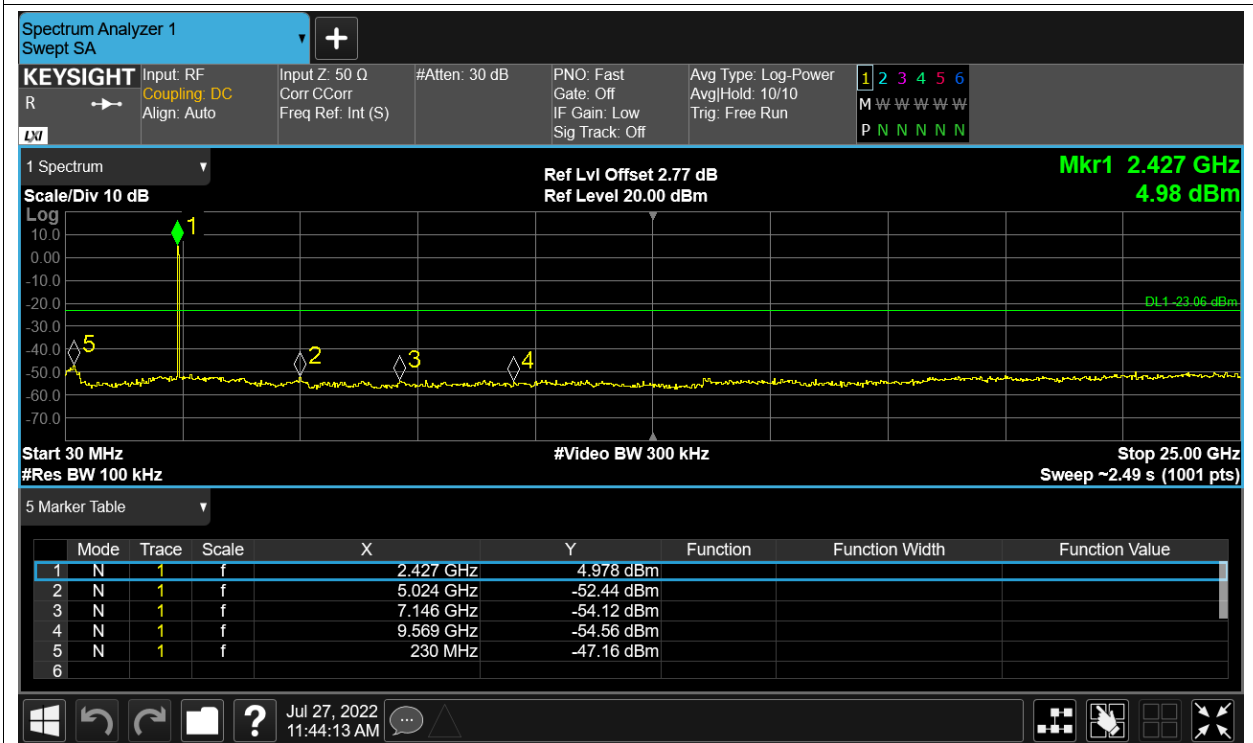 Spectrum Analyzer 1
Swept SA
+
KEYSIGHT Input: RF Input Z: 50 Ω #Atten: 30 dB PNO: Fast Avg Type: Log-Power 1 2 3 4 5 6
R Coupling: DC Corr CCorr Gate: Off Avg|Hold: 10/10 M W W W W W
Align: Auto Freq Ref: Int (S) IF Gain: Low Trig: Free Run
LXI Sig Track: Off P N N N N N
1 Spectrum Ref Lvl Offset 2.77 dB Mkr1 2.427 GHz
Scale/Div 10 dB Ref Level 20.00 dBm 4.98 dBm
Log
10.0 1
0.00
-10.0
-20.0 DL1 -23.06 dBm
-30.0
-40.0 5 2 3 4
-50.0
-60.0
-70.0
Start 30 MHz #Video BW 300 kHz Stop 25.00 GHz
#Res BW 100 kHz Sweep ~2.49 s (1001 pts)
5 Marker Table
Mode Trace Scale X Y Function Function Width Function Value
1 N 1 f 2.427 GHz 4.978 dBm
2 N 1 f 5.024 GHz -52.44 dBm
3 N 1 f 7.146 GHz -54.12 dBm
4 N 1 f 9.569 GHz -54.56 dBm
5 N 1 f 230 MHz -47.16 dBm
6
? Jul 27, 2022
11:44:13 AM